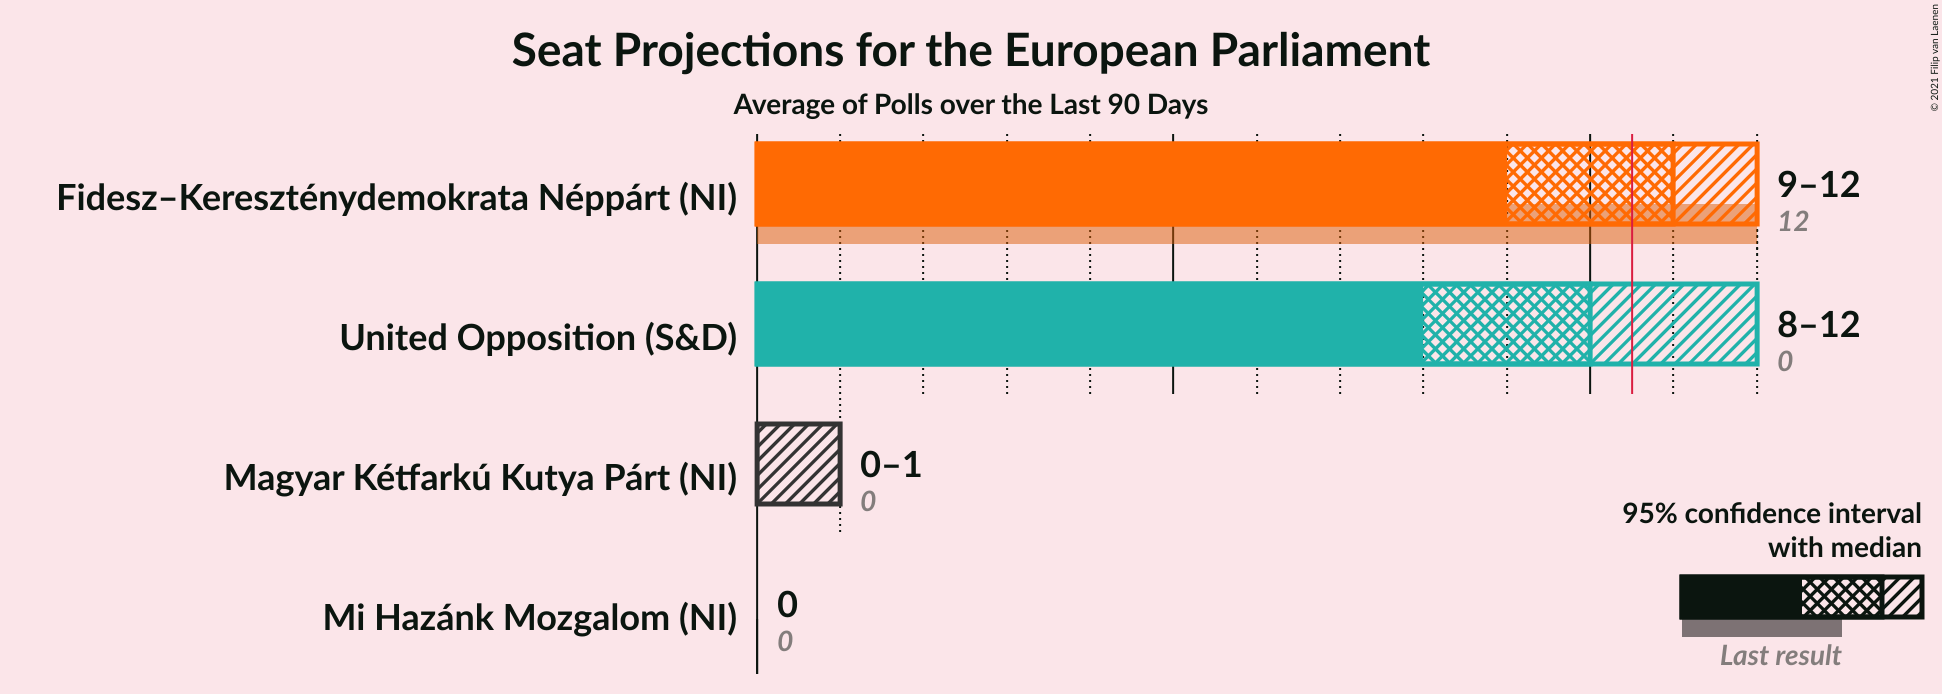 Seat Projections for the European Parliament
Average of Polls over the Last 90 Days
Fidesz–Kereszténydemokrata Néppárt (NI)
9–12
12
United Opposition (S&D)
8–12
0
Magyar Kétfarkú Kutya Párt (NI)
0–1
0
Mi Hazánk Mozgalom (NI)
0
0
95% confidence interval
with median
Last result
© 2021 Filip van Laenen